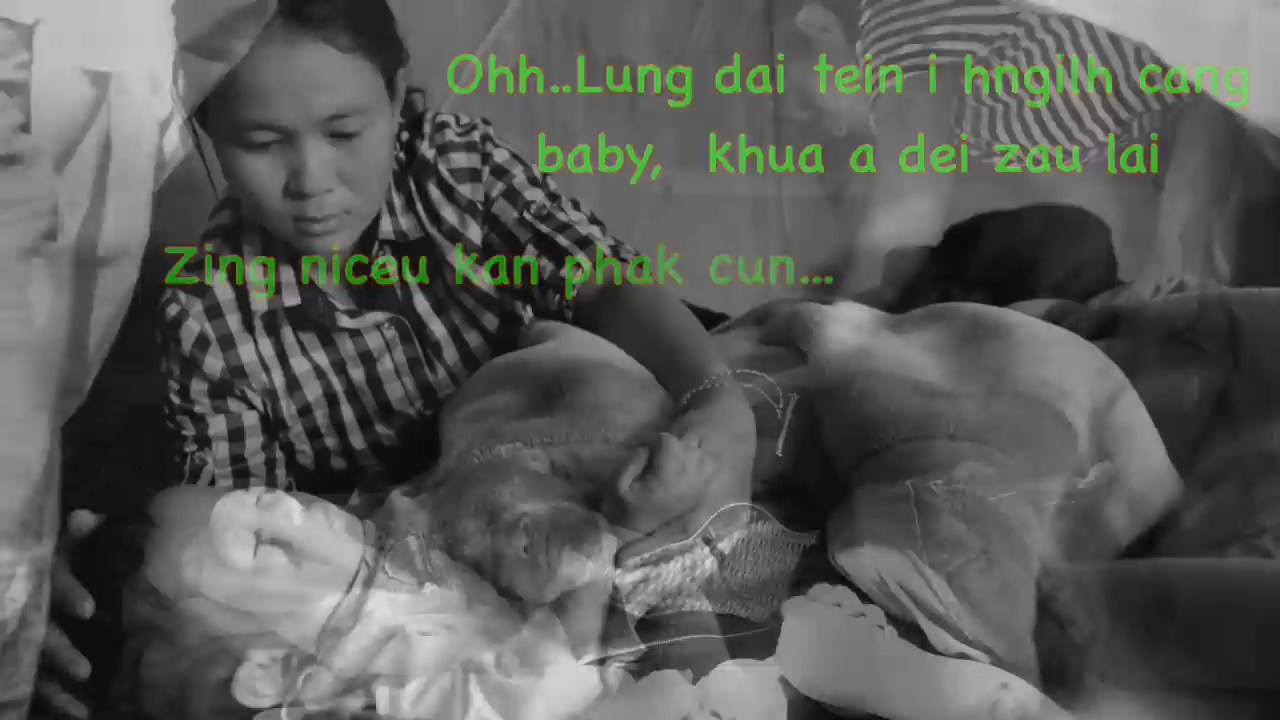 Ohh..Lung dai tein i hngilh cang
baby, khua a dei zau lai
Zing niceu kan phak cun...